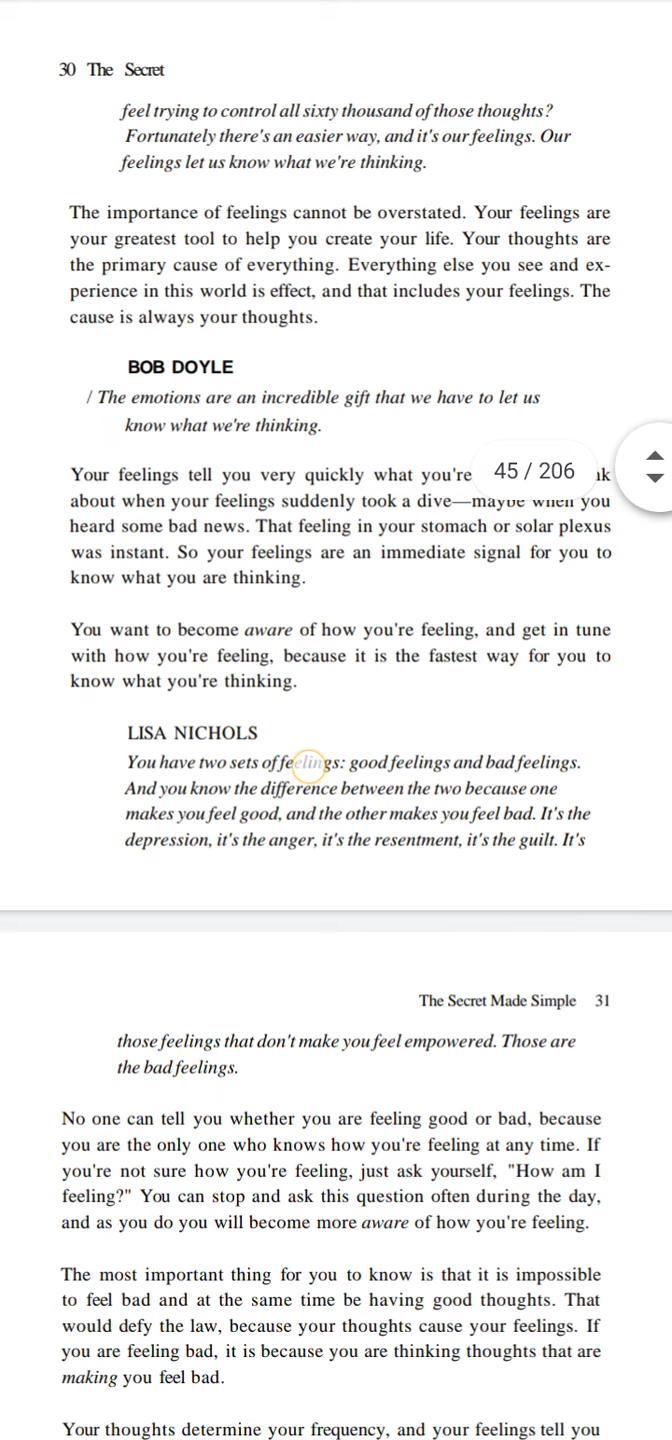 30 The Secret
feel trying to control all sixty thousand of those thoughts?
Fortunately there's an easier way, and it's our feelings. Our
feelings let us know what we're thinking.
The importance of feelings cannot be overstated. Your feelings are
your greatest tool to help you create your life. Your thoughts are
the primary cause of everything. Everything else you see and ex-
perience in this world is effect, and that includes your feelings. The
cause is always your thoughts.
BOB DOYLE
/ The emotions are an incredible gift that we have to let us
know what we're thinking.
Your feelings tell you very quickly what you're
45 / 206
about when your feelings suddenly took a dive—maybe when you
heard some bad news. That feeling in your stomach or solar plexus
was instant. So your feelings are an immediate signal for you to
know what you are thinking.
You want to become aware of how you're feeling, and get in tune
with how you're feeling, because it is the fastest way for you to
know what you're thinking.
LISA NICHOLS
You have two sets of feelings: good feelings and bad feelings.
And you know the difference between the two because one
makes you feel good, and the other makes you feel bad. It's the
depression, it's the anger, it's the resentment, it's the guilt. It's
The Secret Made Simple 31
those feelings that don't make you feel empowered. Those are
the bad feelings.
No one can tell you whether you are feeling good or bad, because
you are the only one who knows how you're feeling at any time. If
you're not sure how you're feeling, just ask yourself, "How am I
feeling?" You can stop and ask this question often during the day,
and as you do you will become more aware of how you're feeling.
The most important thing for you to know is that it is impossible
to feel bad and at the same time be having good thoughts. That
would defy the law, because your thoughts cause your feelings. If
you are feeling bad, it is because you are thinking thoughts that are
making you feel bad.
Your thoughts determine your frequency, and your feelings tell you